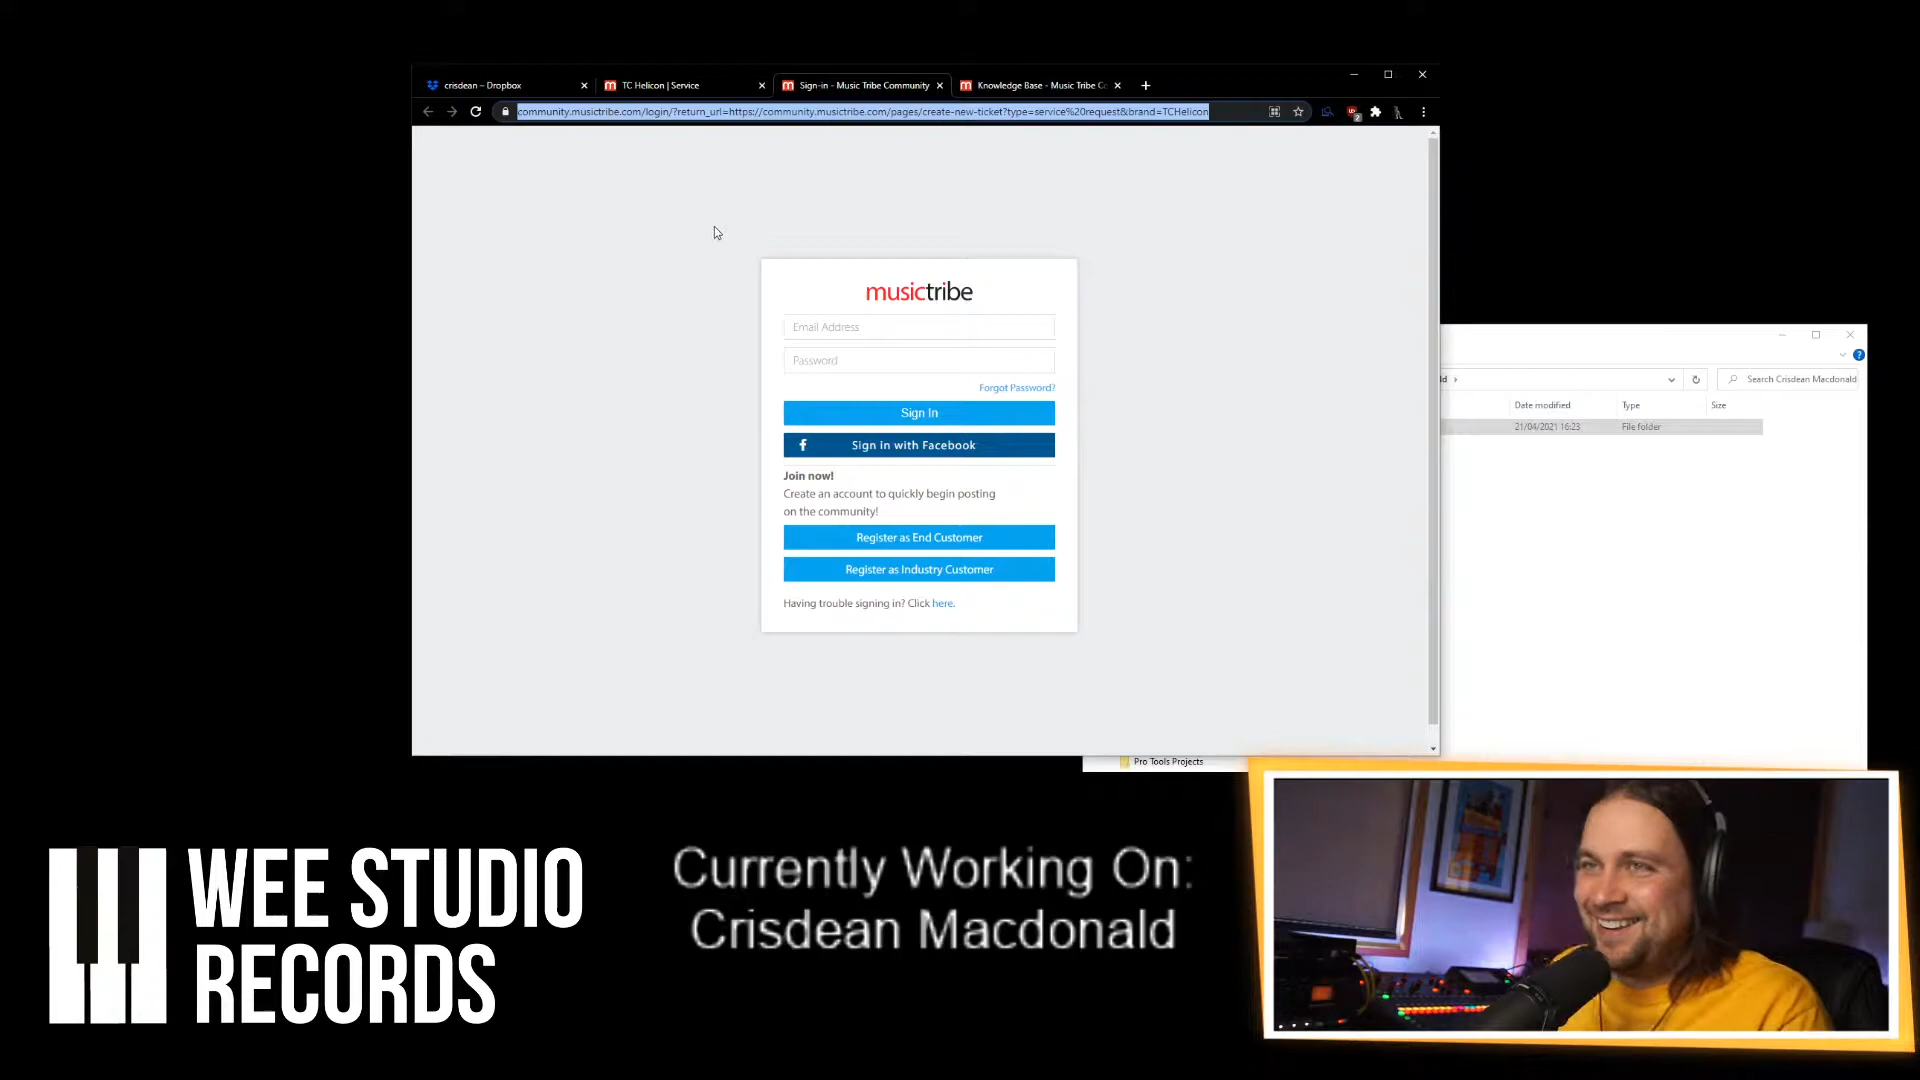 crisdean – Dropbox
TC Helicon | Service
Sign-in - Music Tribe Community
Knowledge Base - Music Tribe Co
community.musictribe.com/login/?return_url=https://community.musictribe.com/pages/create-new-ticket?type=service%20request&brand=TCHelicon
2
musictribe
Email Address
Password
Forgot Password?
Sign In
f
Sign in with Facebook
Join now!
Create an account to quickly begin posting
on the community!
Register as End Customer
Register as Industry Customer
Having trouble signing in? Click here.
ld
Search Crisdean Macdonald
Date modified
Type
Size
21/04/2021 16:23
File folder
Pro Tools Projects
WEE STUDIO
RECORDS
Currently Working On:
Crisdean Macdonald